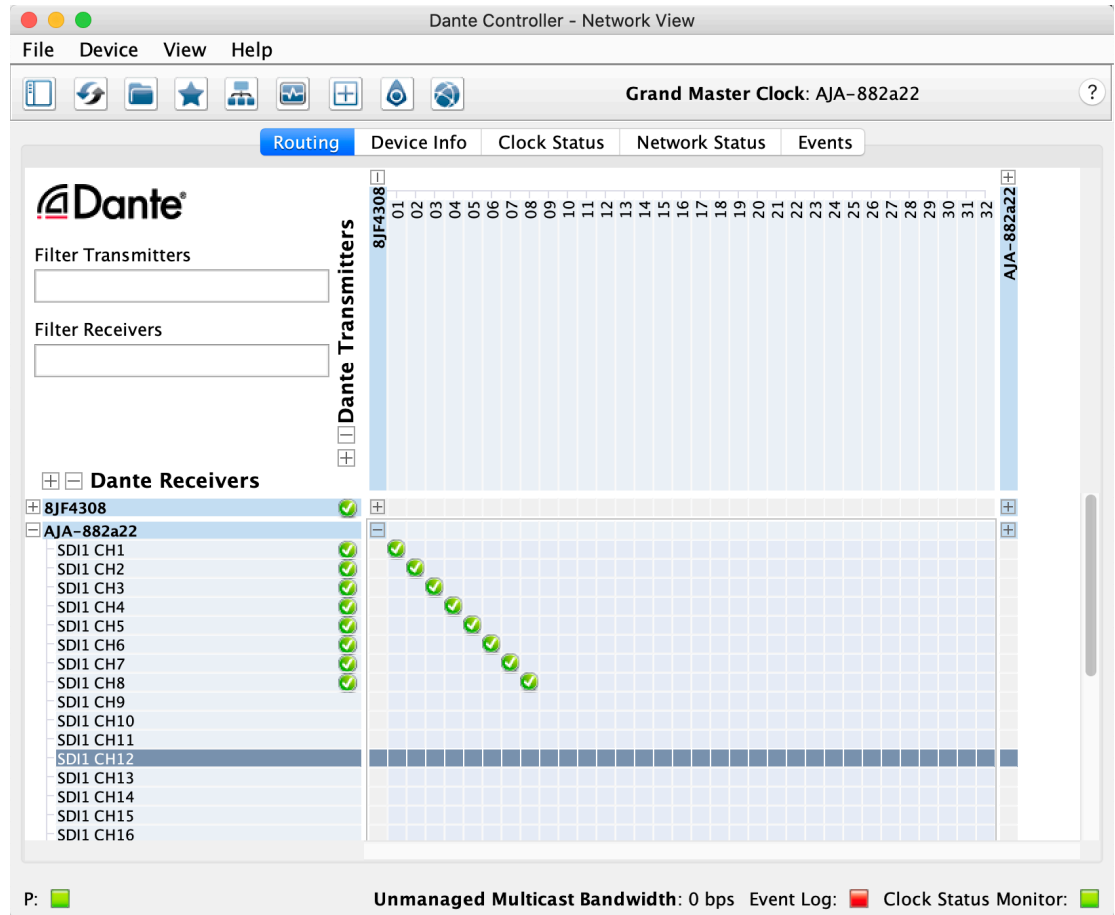 Dante Controller - Network View
File Device View Help
Grand Master Clock: AJA-882a22
?
Routing Device Info Clock Status Network Status Events
Dante®
Filter Transmitters
Filter Receivers
Dante Transmitters
8JF4308
01 02 03 04 05 06 07 08 09 10 11 12 13 14 15 16 17 18 19 20 21 22 23 24 25 26 27 28 29 30 31 32
AJA-882a22
Dante Receivers
8JF4308
AJA-882a22
SDI1 CH1
SDI1 CH2
SDI1 CH3
SDI1 CH4
SDI1 CH5
SDI1 CH6
SDI1 CH7
SDI1 CH8
SDI1 CH9
SDI1 CH10
SDI1 CH11
SDI1 CH12
SDI1 CH13
SDI1 CH14
SDI1 CH15
SDI1 CH16
P: Unmanaged Multicast Bandwidth: 0 bps Event Log: Clock Status Monitor: